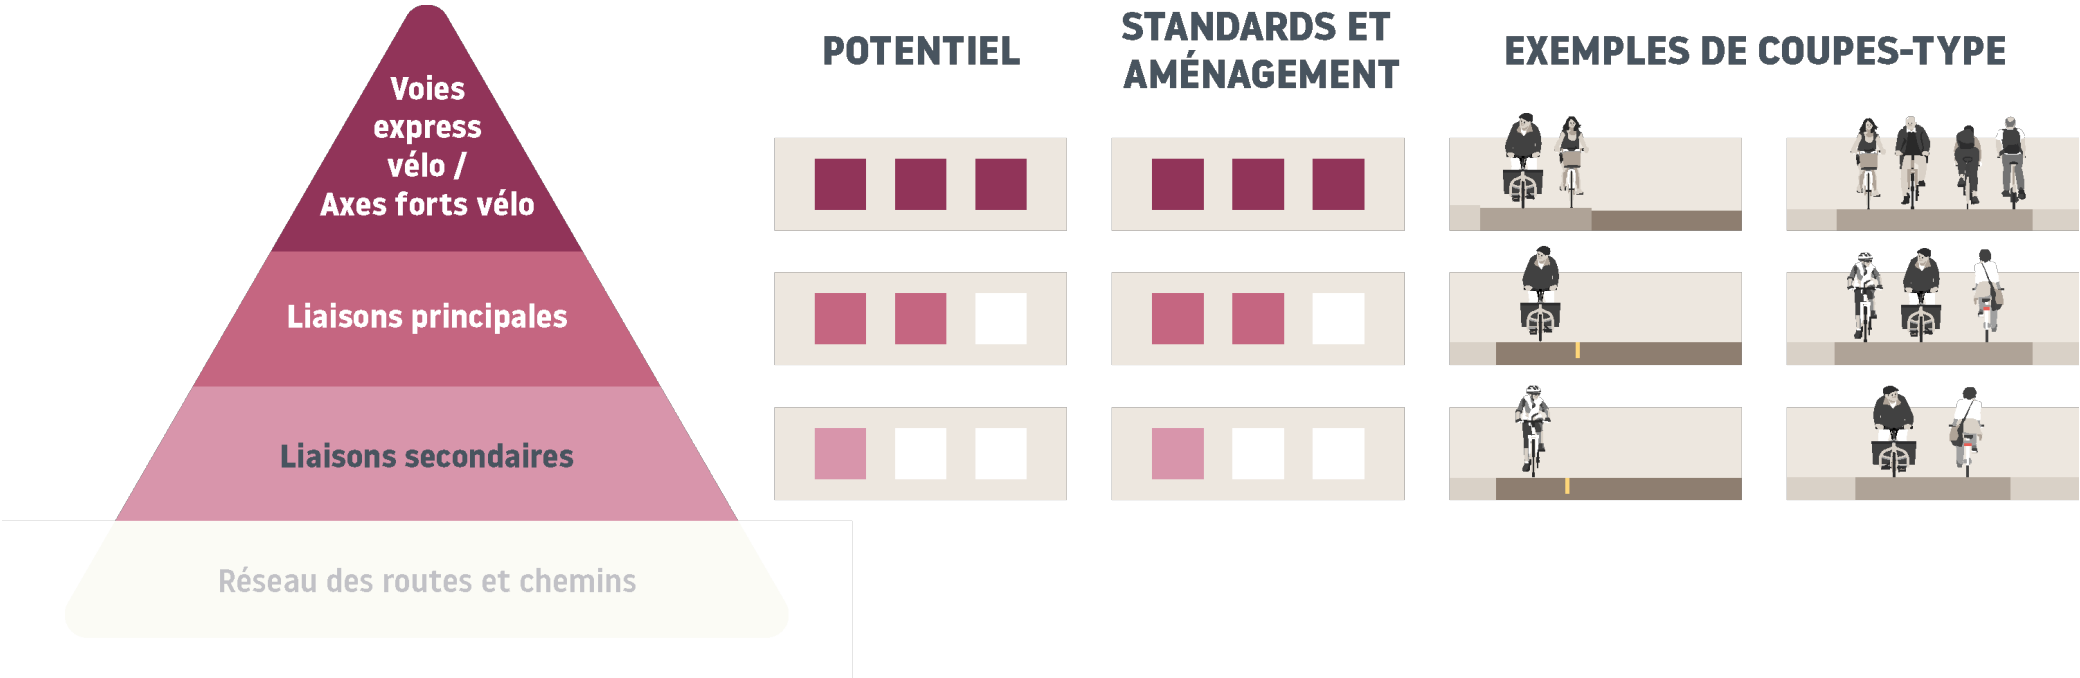 POTENTIEL
STANDARDS ET
AMÉNAGEMENT
EXEMPLES DE COUPES-TYPE
Voies
express
vélo /
Axes forts vélo
Liaisons principales
Liaisons secondaires
Réseau des routes et chemins